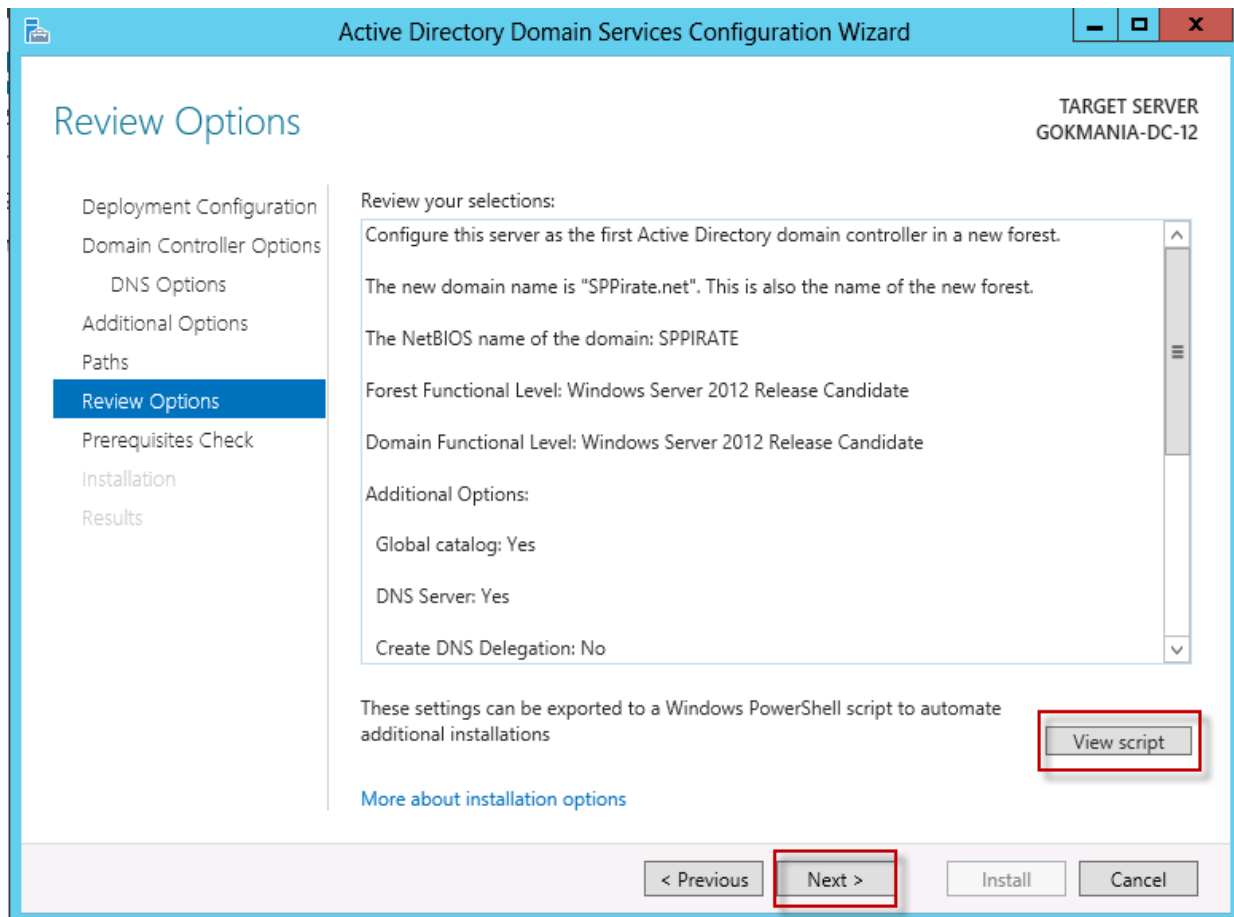 Active Directory Domain Services Configuration Wizard
Review Options
TARGET SERVER
GOKMANIA-DC-12
Deployment Configuration
Domain Controller Options
DNS Options
Additional Options
Paths
Review Options
Prerequisites Check
Installation
Results
Review your selections:
Configure this server as the first Active Directory domain controller in a new forest.
The new domain name is "SPPirate.net". This is also the name of the new forest.
The NetBIOS name of the domain: SPPIRATE
Forest Functional Level: Windows Server 2012 Release Candidate
Domain Functional Level: Windows Server 2012 Release Candidate
Additional Options:
Global catalog: Yes
DNS Server: Yes
Create DNS Delegation: No
These settings can be exported to a Windows PowerShell script to automate
additional installations
View script
More about installation options
< Previous
Next >
Install
Cancel